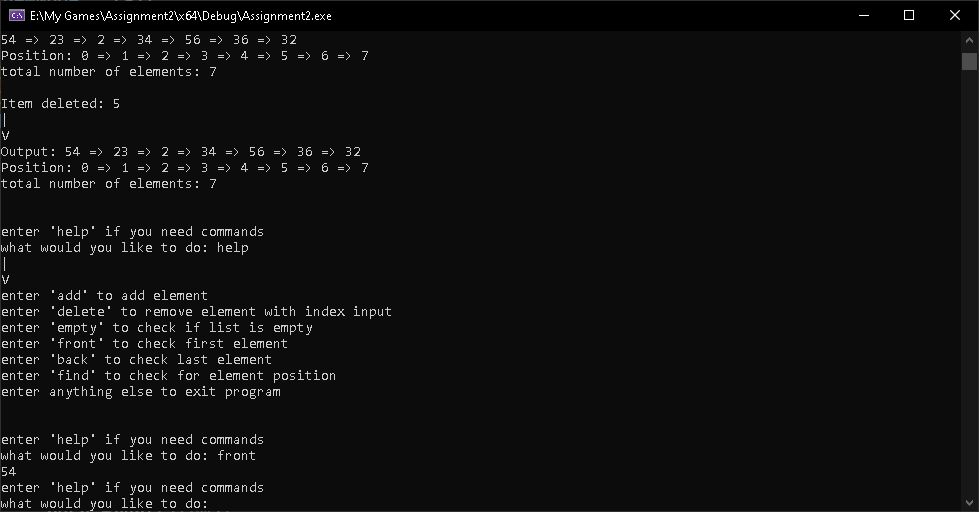 E:\My Games\Assignment2\x64\Debug\Assignment2.exe
54 => 23 => 2 => 34 => 56 => 36 => 32
Position: 0 => 1 => 2 => 3 => 4 => 5 => 6 => 7
total number of elements: 7
Item deleted: 5
|
V
Output: 54 => 23 => 2 => 34 => 56 => 36 => 32
Position: 0 => 1 => 2 => 3 => 4 => 5 => 6 => 7
total number of elements: 7
enter 'help' if you need commands
what would you like to do: help
|
V
enter 'add' to add element
enter 'delete' to remove element with index input
enter 'empty' to check if list is empty
enter 'front' to check first element
enter 'back' to check last element
enter 'find' to check for element position
enter anything else to exit program
enter 'help' if you need commands
what would you like to do: front
54
enter 'help' if you need commands
what would you like to do: